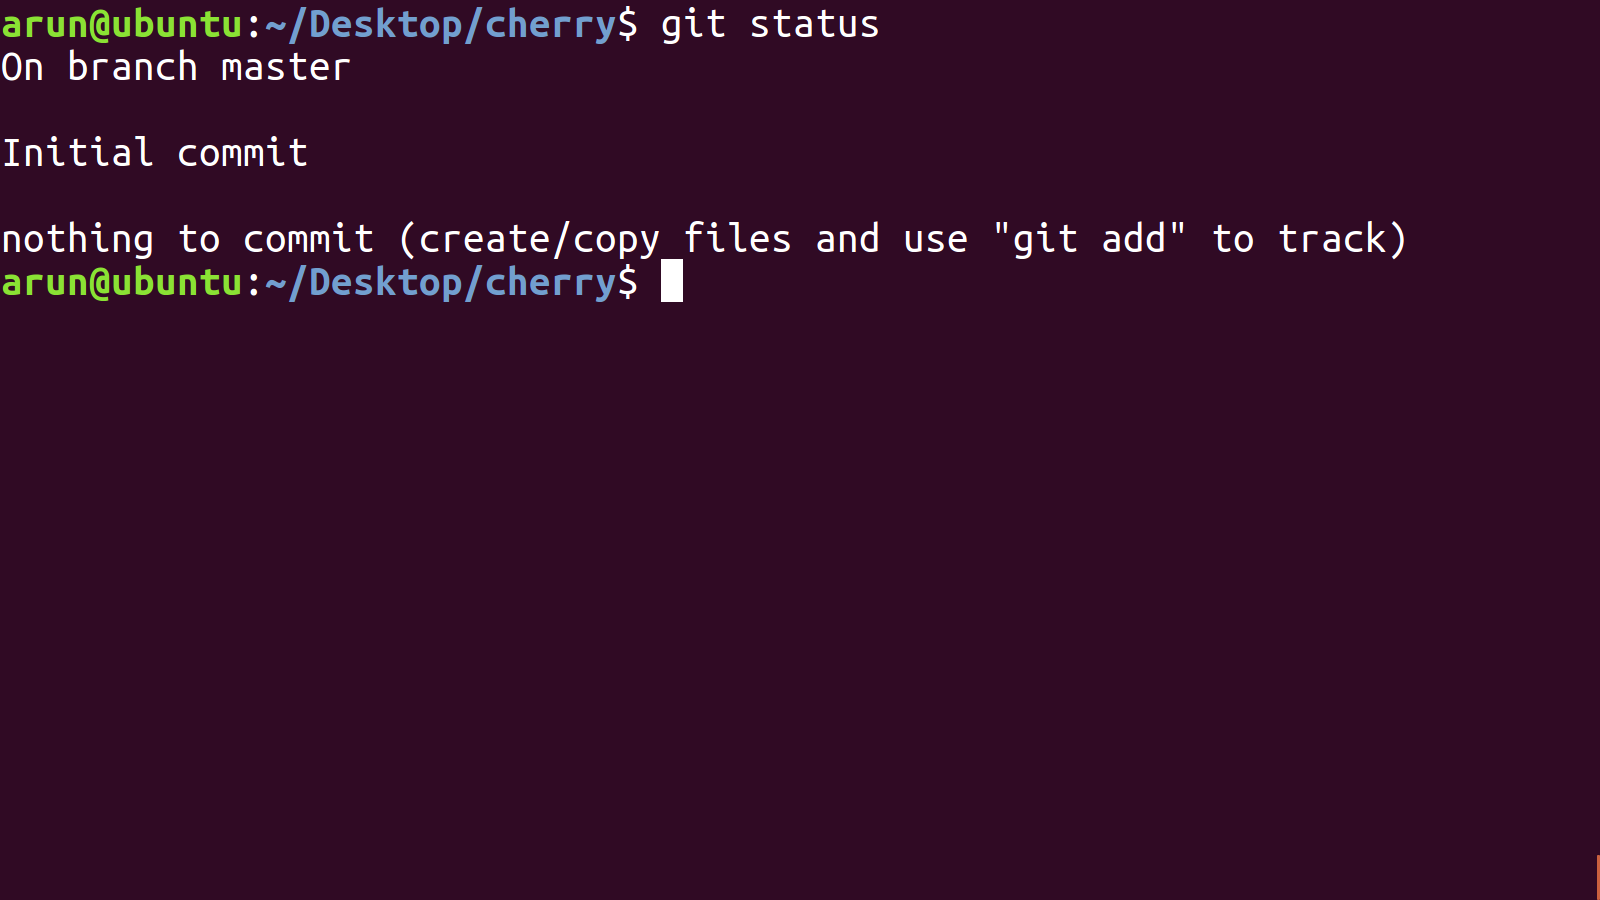 arun@ubuntu:~/Desktop/cherry$ git status
On branch master
Initial commit
nothing to commit (create/copy files and use "git add" to track)
arun@ubuntu:~/Desktop/cherry$